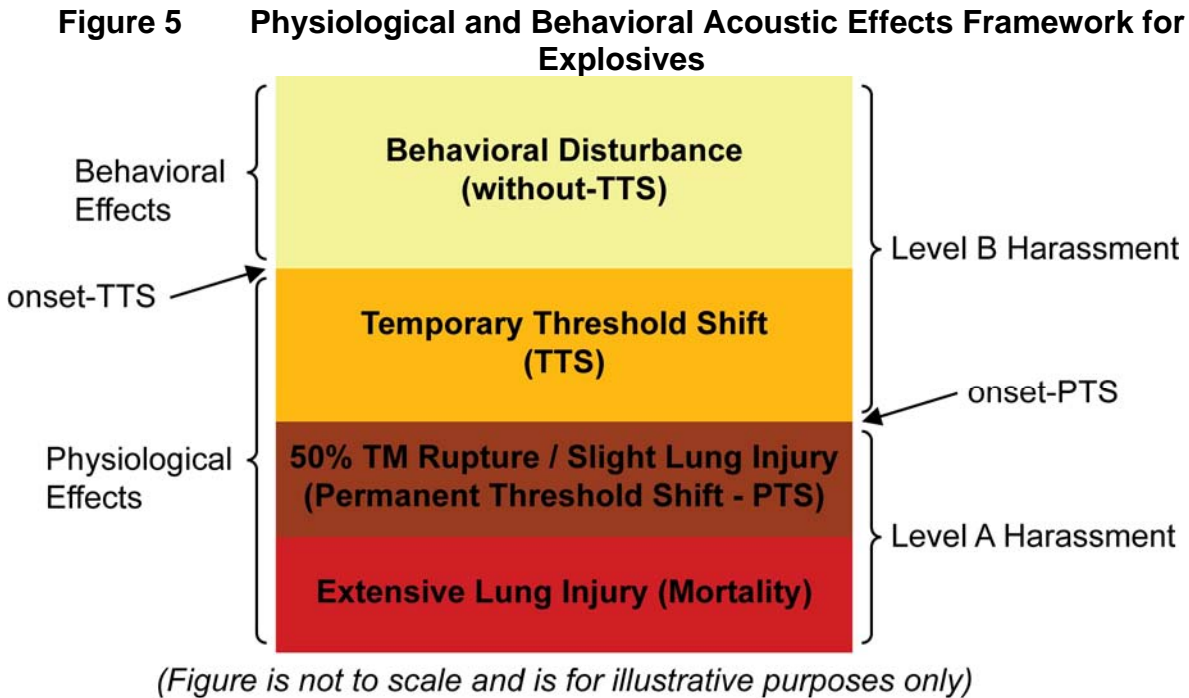 Figure 5 Physiological and Behavioral Acoustic Effects Framework for
Explosives
Behavioral
Effects
Behavioral Disturbance
(without-TTS)
Level B Harassment
onset-TTS
Temporary Threshold Shift
(TTS)
onset-PTS
Physiological
Effects
50% TM Rupture / Slight Lung Injury
(Permanent Threshold Shift - PTS)
Level A Harassment
Extensive Lung Injury (Mortality)
(Figure is not to scale and is for illustrative purposes only)